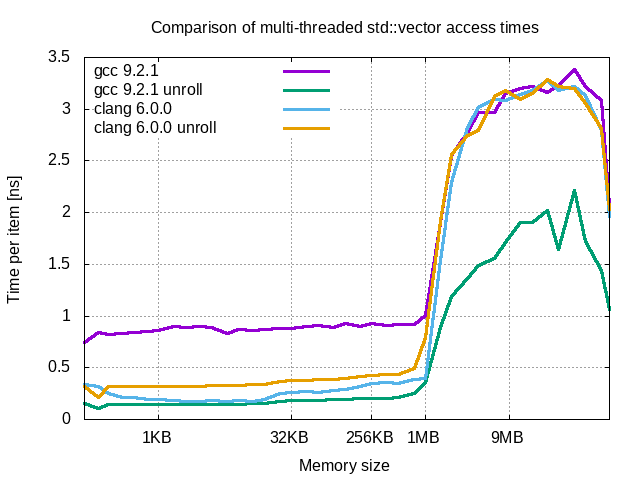 Comparison of multi-threaded std::vector access times
3.5
3
2.5
2
1.5
1
0.5
0
Time per item [ns]
gcc 9.2.1
gcc 9.2.1 unroll
clang 6.0.0
clang 6.0.0 unroll
1KB
32KB
256KB
1MB
9MB
Memory size